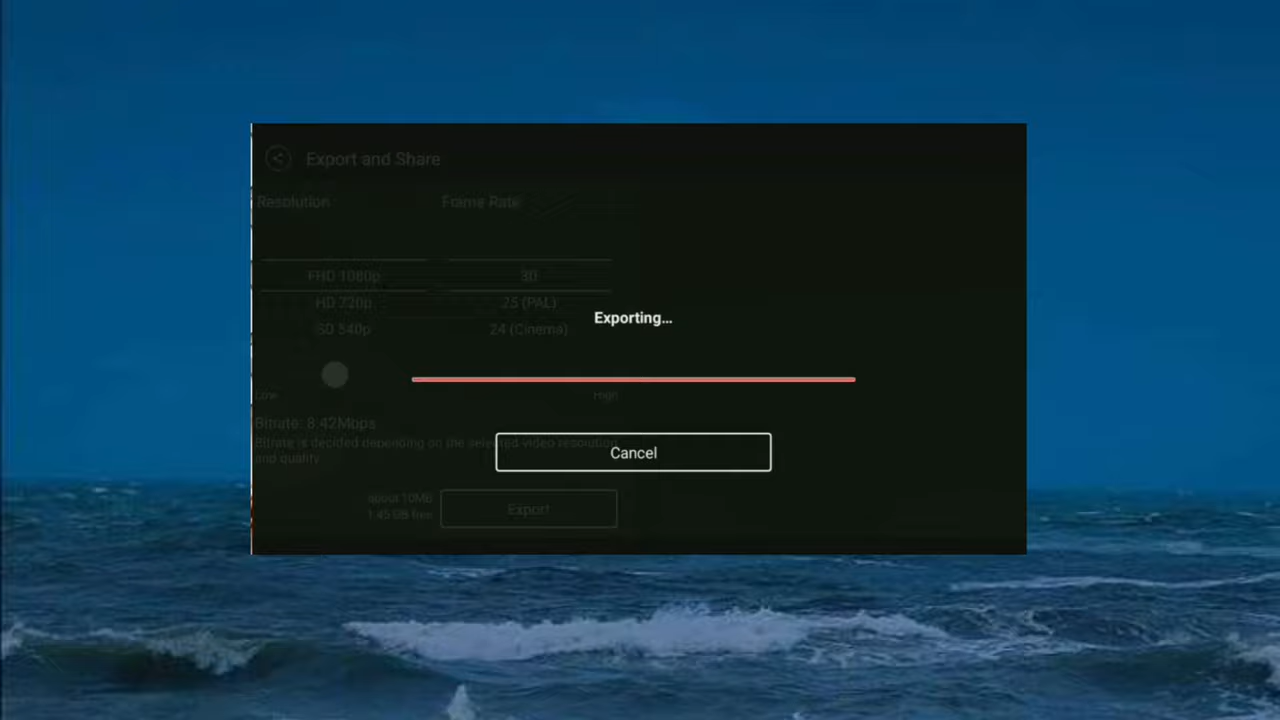 Export and Share
Resolution Frame Rate
FHD 1080p 30
HD 720p 25 (PAL)
SD 540p 24 (Cinema)
Exporting...
Low High
Bitrate: 8.42Mbps
Bitrate is decided depending on the selected video resolution
and quality
Cancel
about 10MB
1.45 GB free
Export